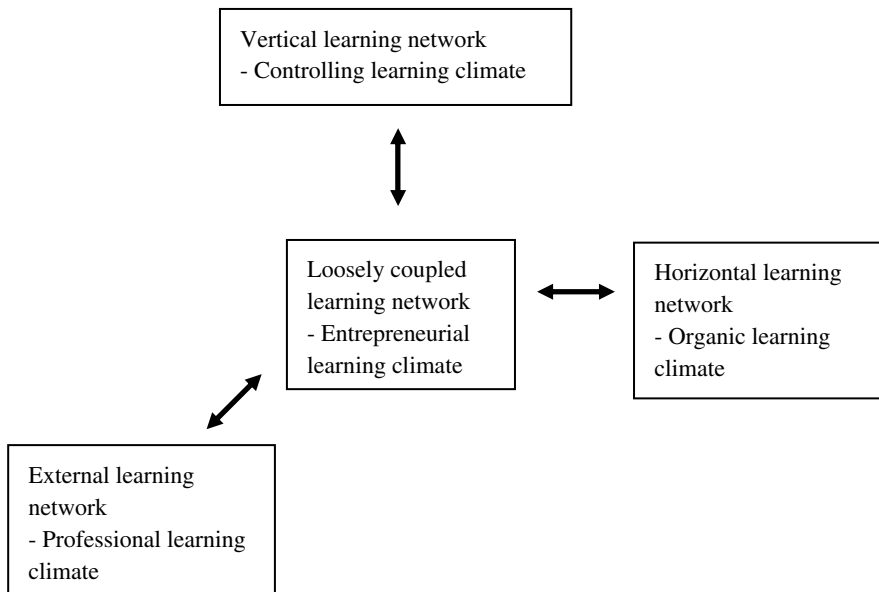 Vertical learning network
- Controlling learning climate
Loosely coupled
learning network
- Entrepreneurial
learning climate
Horizontal learning
network
- Organic learning
climate
External learning
network
- Professional learning
climate